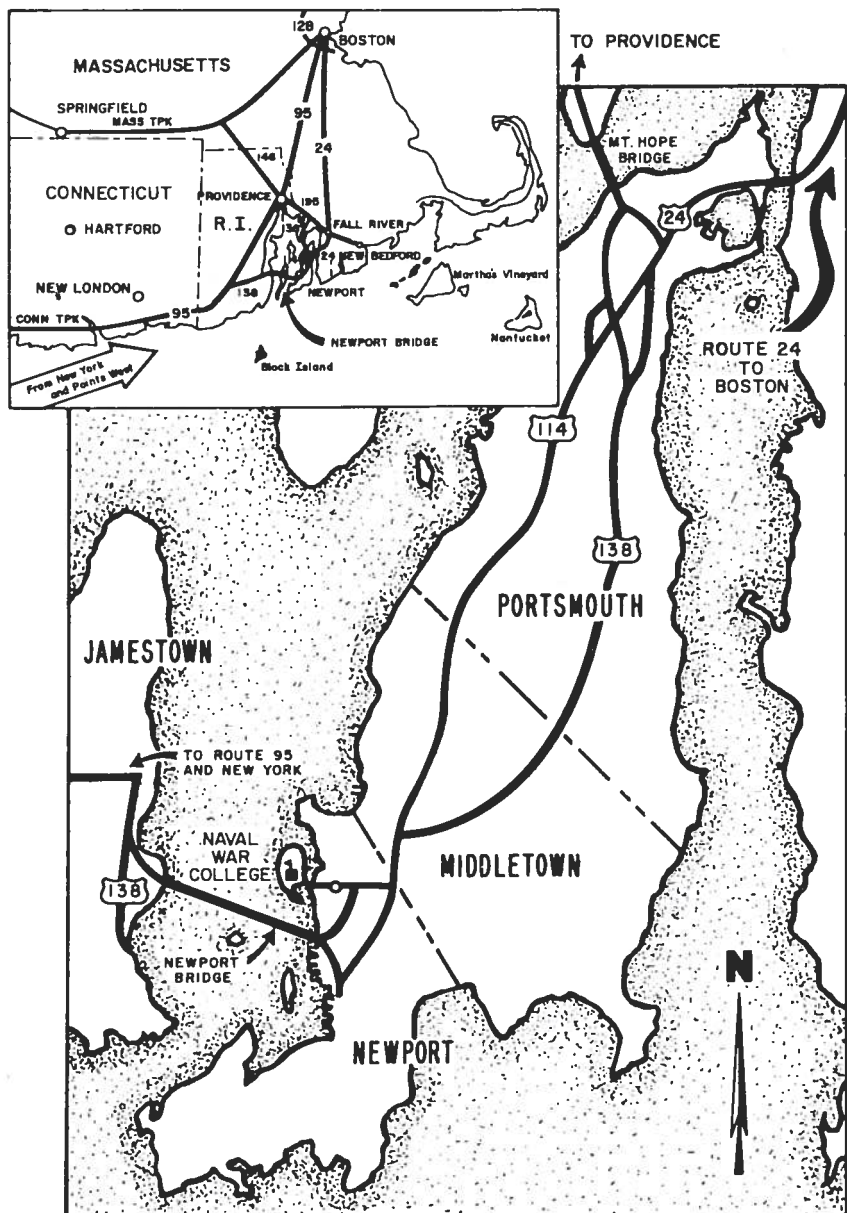 128
BOSTON
MASSACHUSETTS
SPRINGFIELD
MASS TPK
95
24
146
CONNECTICUT
PROVIDENCE
195
HARTFORD
R.I.
FALL RIVER
24
NEW BEDFORD
NEW LONDON
138
NEWPORT
Martha's Vineyard
CONN TPK
95
NEWPORT BRIDGE
Nantucket
Block Island
From New York
and Points West
TO PROVIDENCE
MT. HOPE
BRIDGE
24
ROUTE 24
TO
BOSTON
114
138
PORTSMOUTH
JAMESTOWN
TO ROUTE 95
AND NEW YORK
NAVAL
WAR
COLLEGE
MIDDLETOWN
138
NEWPORT
BRIDGE
N
NEWPORT